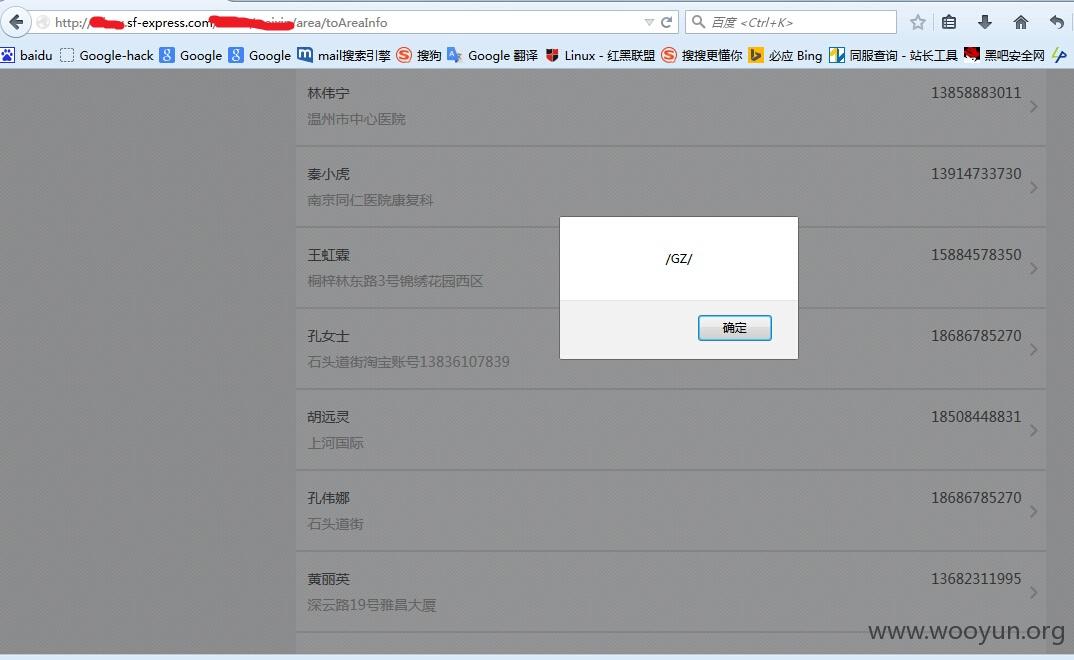 http:// .sf-express.com/ /area/toAreaInfo
百度 <Ctrl+K>
baidu Google-hack Google Google mail搜索引擎 搜狗 Google 翻译 Linux - 红黑联盟 搜搜更懂你 必应 Bing 同服查询 - 站长工具 黑吧安全网
林伟宁 13858883011
温州市中心医院
秦小虎 13914733730
南京同仁医院康复科
王虹霖 15884578350
桐梓林东路3号锦绣花园西区
孔女士 18686785270
石头道街淘宝账号13836107839
胡远灵 18508448831
上河国际
孔伟娜 18686785270
石头道街
黄丽英 13682311995
深云路19号雅昌大厦
/GZ/
确定
www.wooyun.org